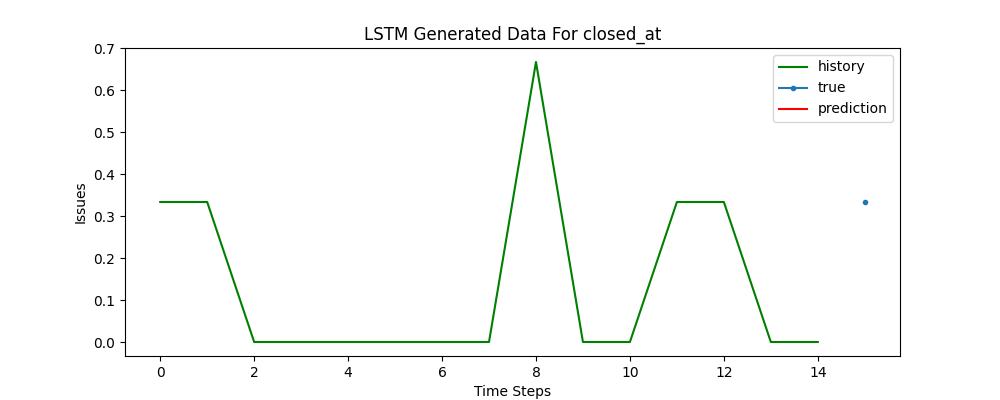 LSTM Generated Data For closed_at
0.7
0.6
0.5
0.4
0.3
0.2
0.1
0.0
Issues
history
true
prediction
0 2 4 6 8 10 12 14
Time Steps